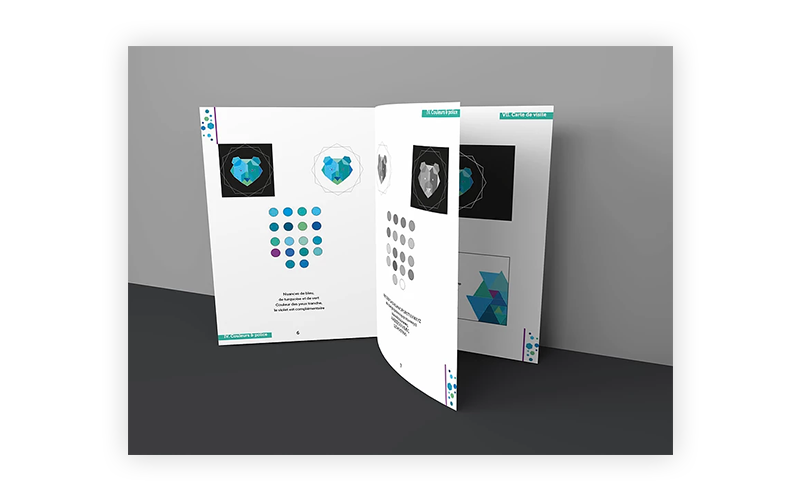 Nuances de bleu,
de turquoise et de vert.
Couleur des yeux tranche,
le violet est complémentaire
IV. Couleurs & police
6
IV. Couleurs & police
7
VII. Carte de visite